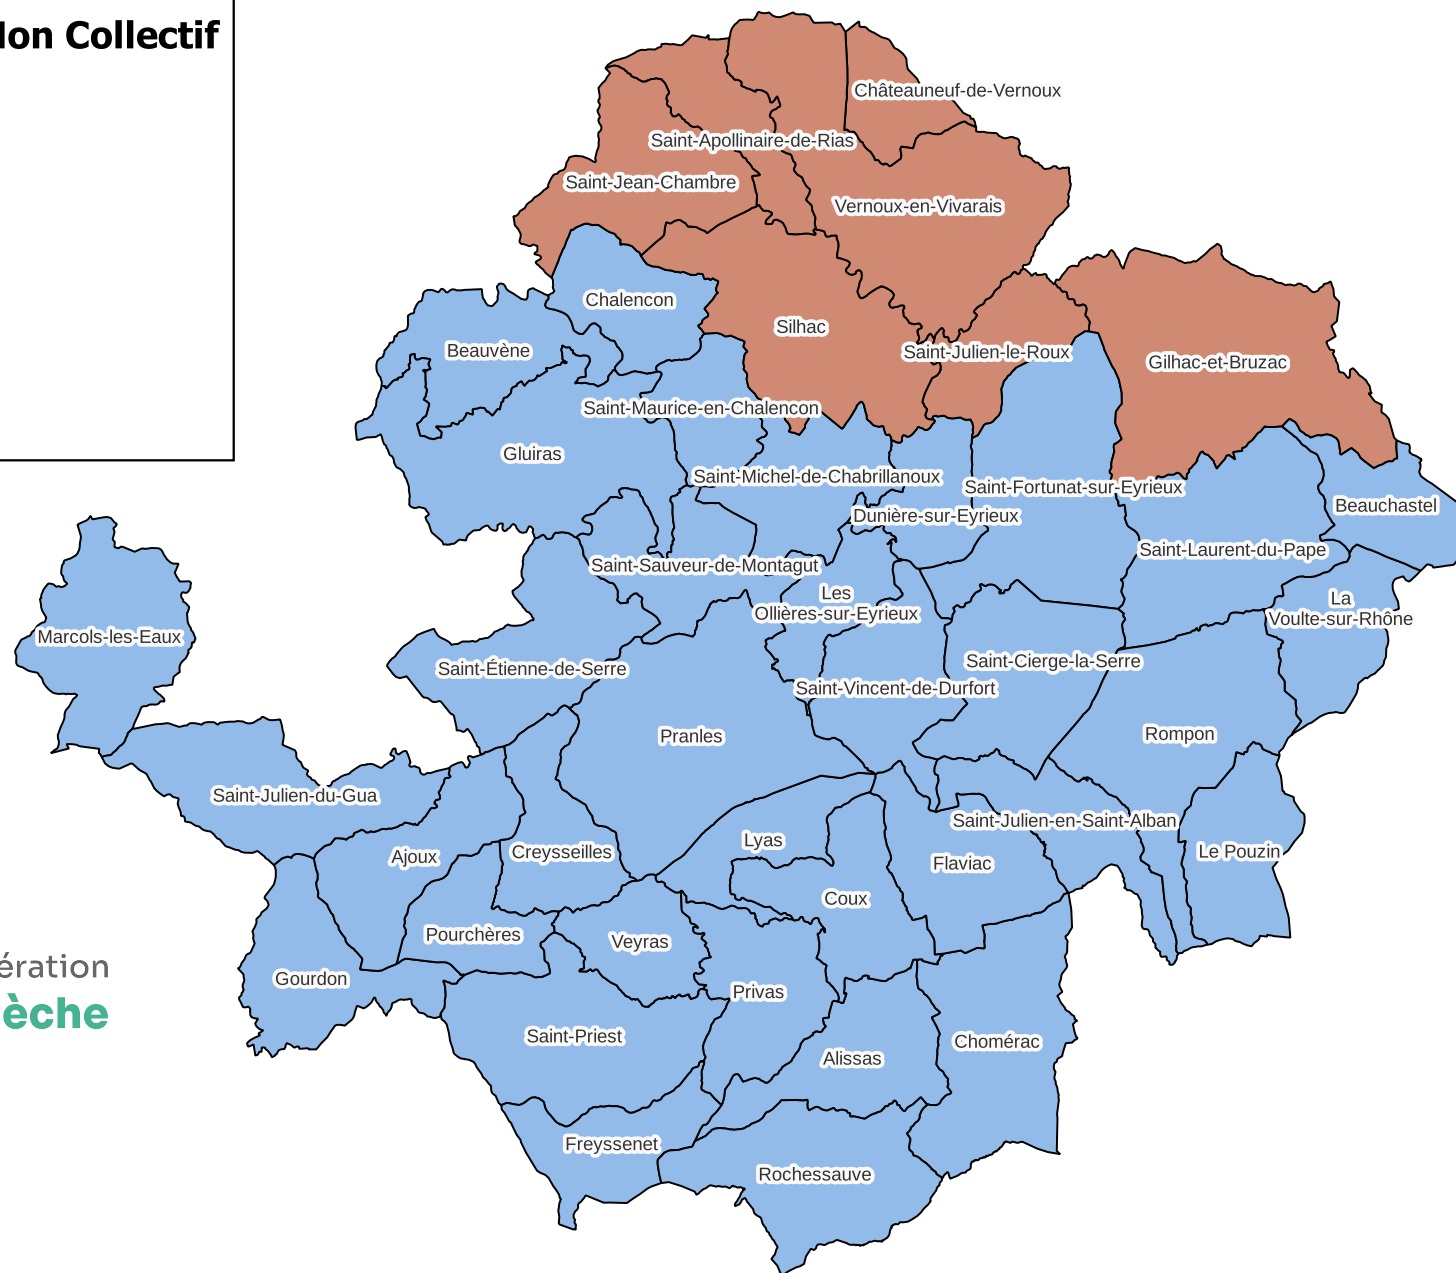 on Collectif
Châteauneuf-de-Vernoux
Saint-Apollinaire-de-Rias
Saint-Jean-Chambre
Vernoux-en-Vivarais
Chalencon
Silhac
Beauvène
Saint-Julien-le-Roux
Gilhac-et-Bruzac
Saint-Maurice-en-Chalencon
Gluiras
Saint-Michel-de-Chabrillanoux
Saint-Fortunat-sur-Eyrieux
Beauchastel
Dunière-sur-Eyrieux
Saint-Laurent-du-Pape
Saint-Sauveur-de-Montagut
Les
Ollières-sur-Eyrieux
La
Voulte-sur-Rhône
Marcols-les-Eaux
Saint-Étienne-de-Serre
Saint-Cierge-la-Serre
Saint-Vincent-de-Durfort
Pranles
Rompon
Saint-Julien-du-Gua
Saint-Julien-en-Saint-Alban
Lyas
Creysseilles
Le Pouzin
Ajoux
Flaviac
Coux
Pourchères
Veyras
Gourdon
Privas
Saint-Priest
Chomérac
Alissas
Freyssenet
Rochessauve
ération
èche